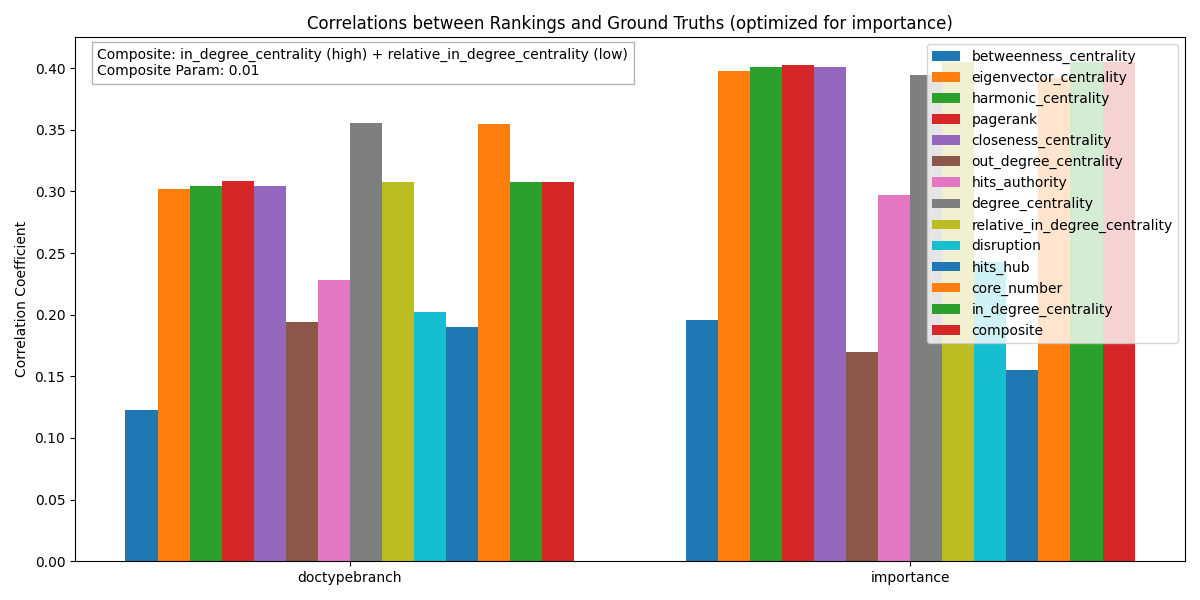 Correlations between Rankings and Ground Truths (optimized for importance)
Composite: in_degree_centrality (high) + relative_in_degree_centrality (low)
Composite Param: 0.01
betweenness_centrality
eigenvector_centrality
harmonic_centrality
pagerank
closeness_centrality
out_degree_centrality
hits_authority
degree_centrality
relative_in_degree_centrality
disruption
hits_hub
core_number
in_degree_centrality
composite
Correlation Coefficient
0.40
0.35
0.30
0.25
0.20
0.15
0.10
0.05
0.00
doctypebranch
importance